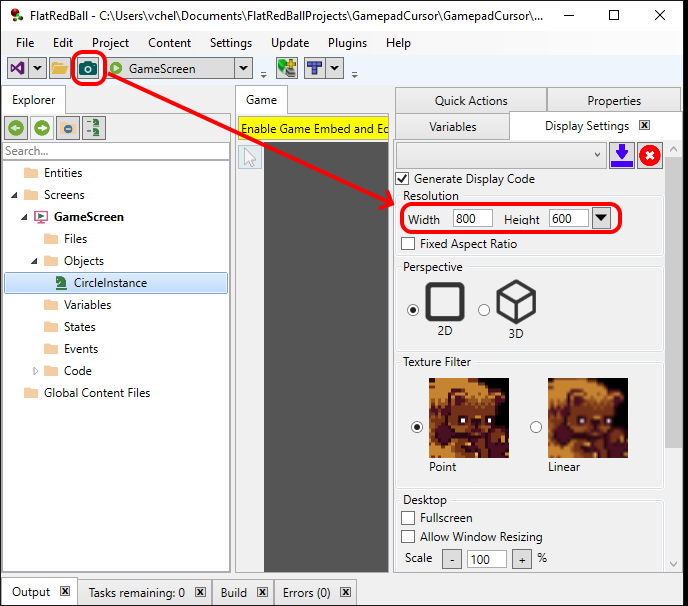 FlatRedBall - C:\Users\vchel\Documents\FlatRedBallProjects\GamepadCursor\GamepadCursor\...
File Edit Project Content Settings Update Plugins Help
GameScreen
Explorer
Search...
Entities
Screens
GameScreen
Files
Objects
CircleInstance
Variables
States
Events
Code
Global Content Files
Game
Enable Game Embed and Ed
Quick Actions Properties
Variables Display Settings
Generate Display Code
Resolution
Width 800 Height 600
Fixed Aspect Ratio
Perspective
2D 3D
Texture Filter
Point Linear
Desktop
Fullscreen
Allow Window Resizing
Scale - 100 + %
Output Tasks remaining: 0 Build Errors (0)